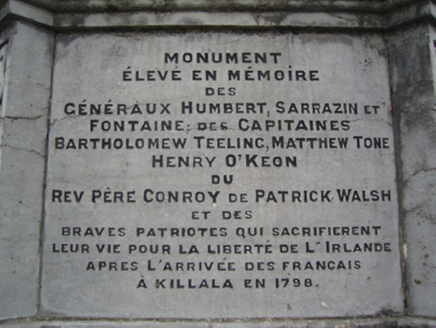 MONUMENT
ÉLEVÉ EN MÉMOIRE
DES
GÉNÉRAUX HUMBERT, SARRAZIN ET
FONTAINE; DES CAPITAINES
BARTHOLOMEW TEELING, MATTHEW TONE
HENRY O'KEON
DU
REV PÈRE CONROY DE PATRICK WALSH
ET DES
BRAVES PATRIOTES QUI SACRIFIERENT
LEUR VIE POUR LA LIBERTÉ DE L'IRLANDE
APRES L'ARRIVÉE DES FRANCAIS
À KILLALA EN 1798.